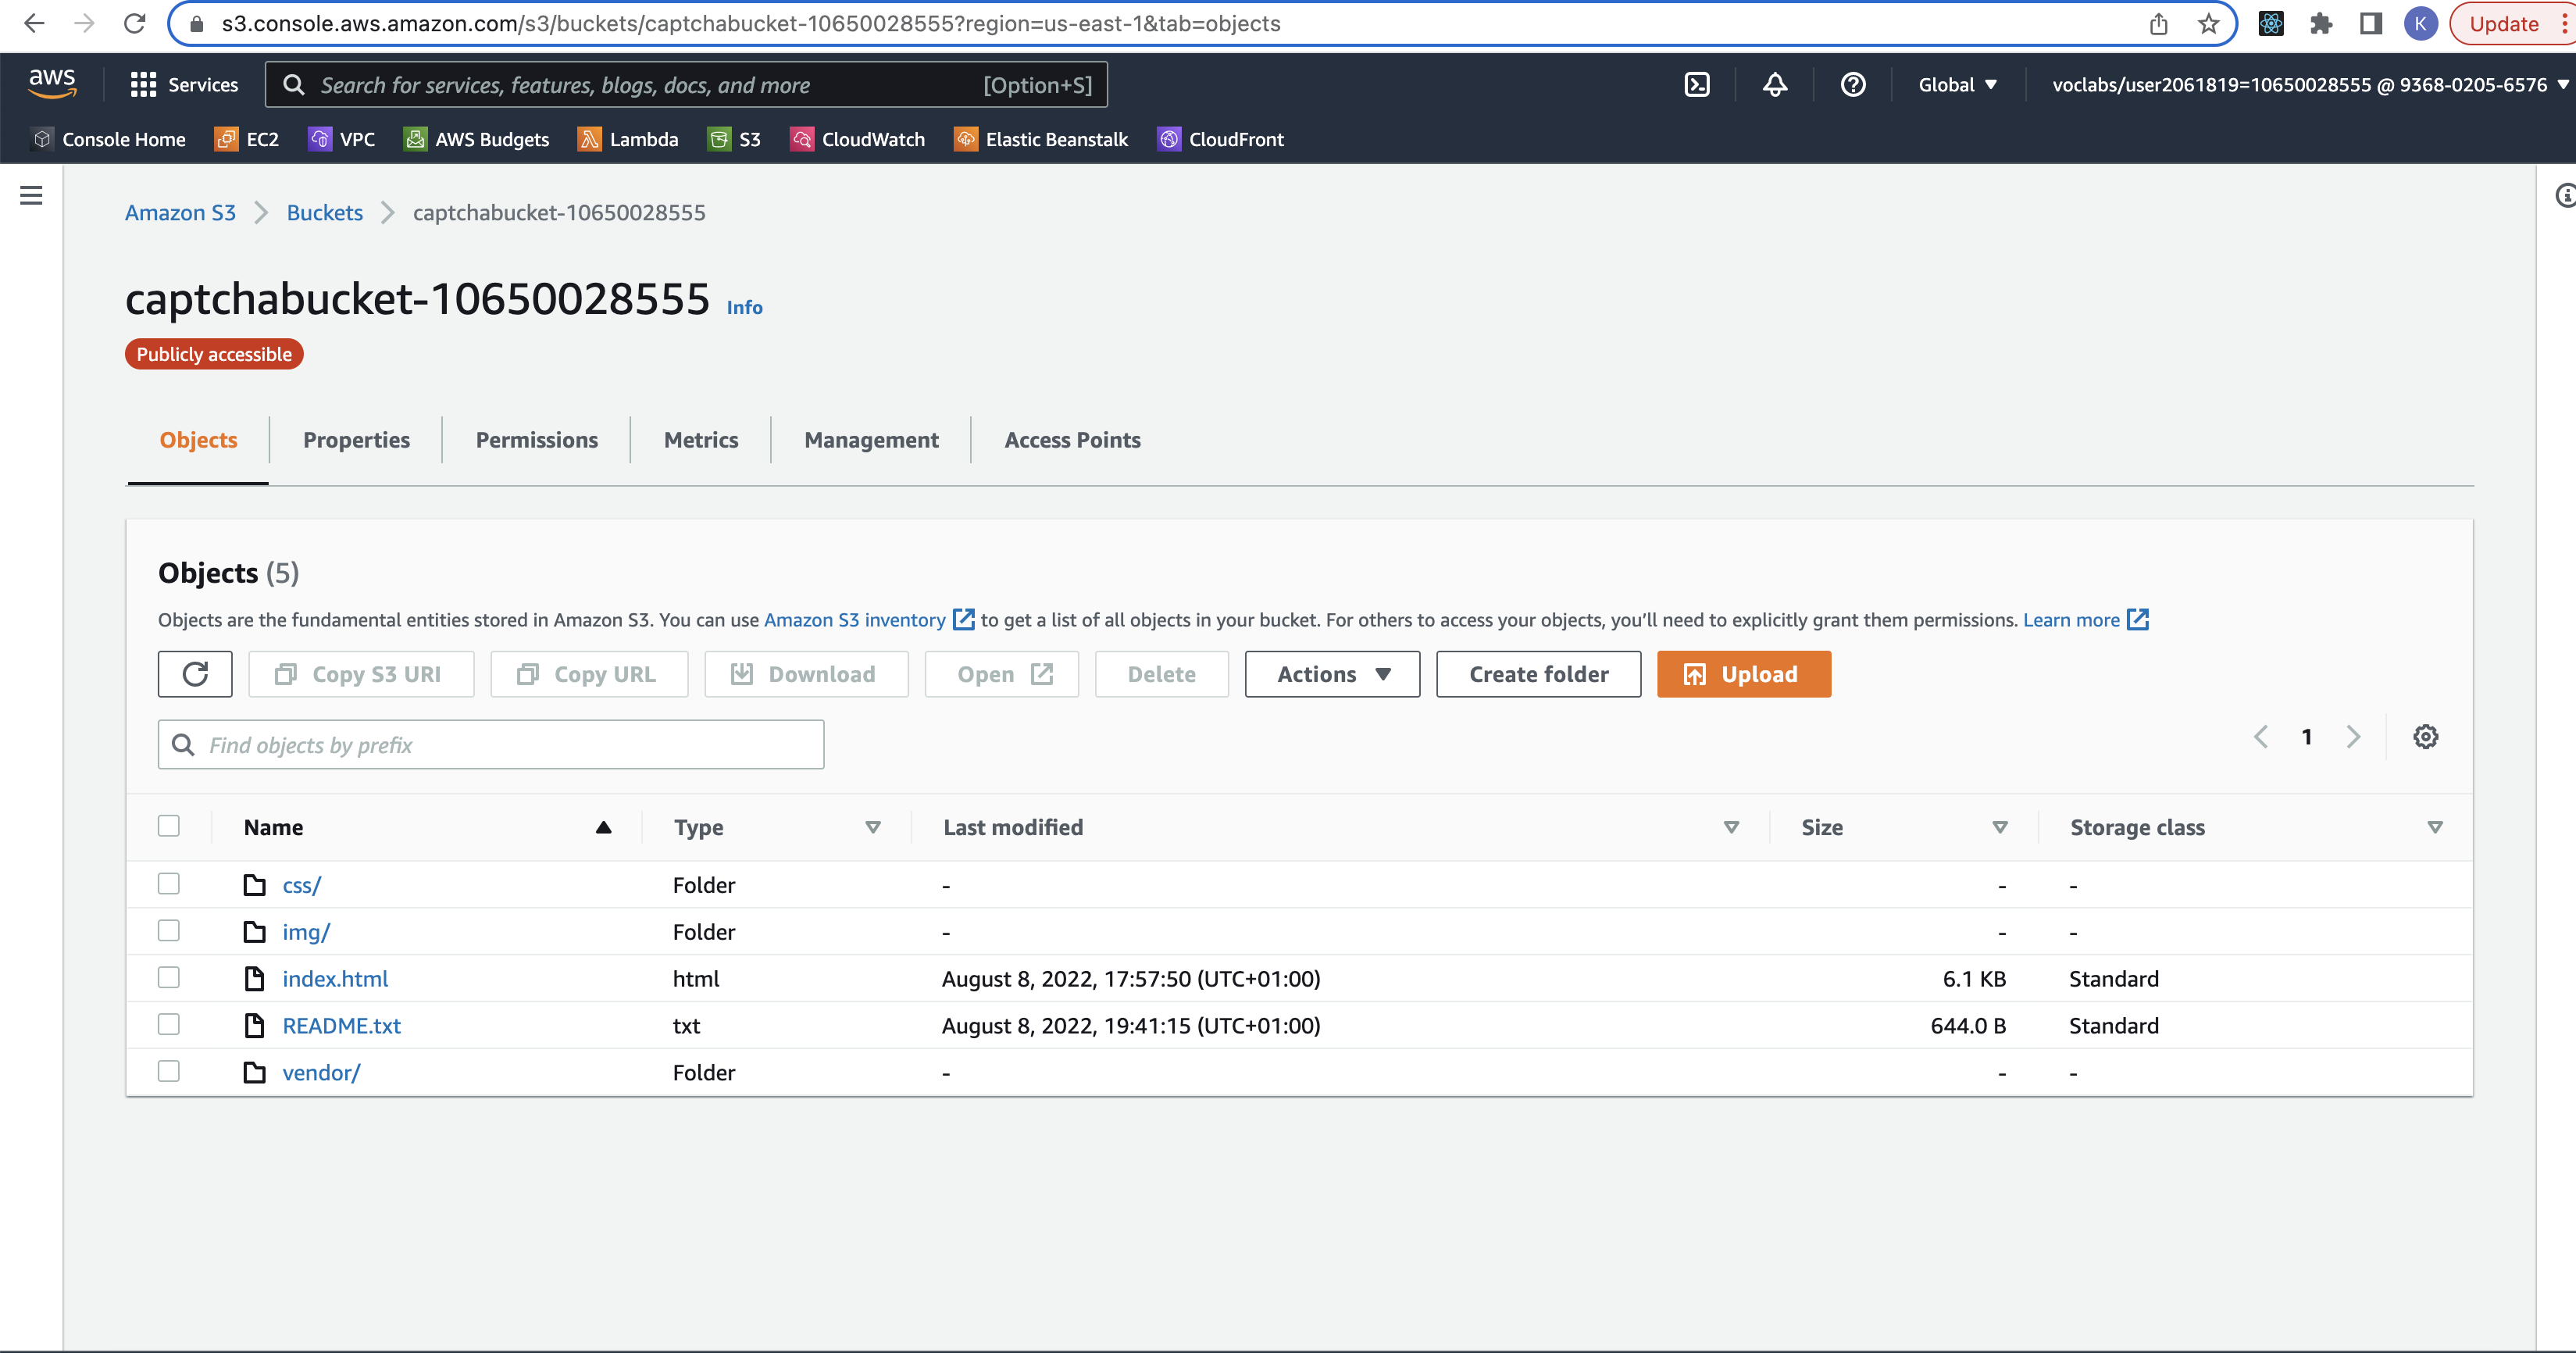 s3.console.aws.amazon.com/s3/buckets/captchabucket-10650028555?region=us-east-1&tab=objects K Update
aws Services Search for services, features, blogs, docs, and more [Option+S] Global voclabs/user2061819=10650028555 @ 9368-0205-6576
Console Home EC2 VPC AWS Budgets Lambda S3 CloudWatch Elastic Beanstalk CloudFront
Amazon S3 Buckets captchabucket-10650028555
captchabucket-10650028555 Info
Publicly accessible
Objects Properties Permissions Metrics Management Access Points
Objects (5)
Objects are the fundamental entities stored in Amazon S3. You can use Amazon S3 inventory to get a list of all objects in your bucket. For others to access your objects, you'll need to explicitly grant them permissions. Learn more
Copy S3 URI Copy URL Download Open Delete Actions Create folder Upload
Find objects by prefix 1
Name Type Last modified Size Storage class
css/ Folder - - -
img/ Folder - - -
index.html html August 8, 2022, 17:57:50 (UTC+01:00) 6.1 KB Standard
README.txt txt August 8, 2022, 19:41:15 (UTC+01:00) 644.0 B Standard
vendor/ Folder - - -